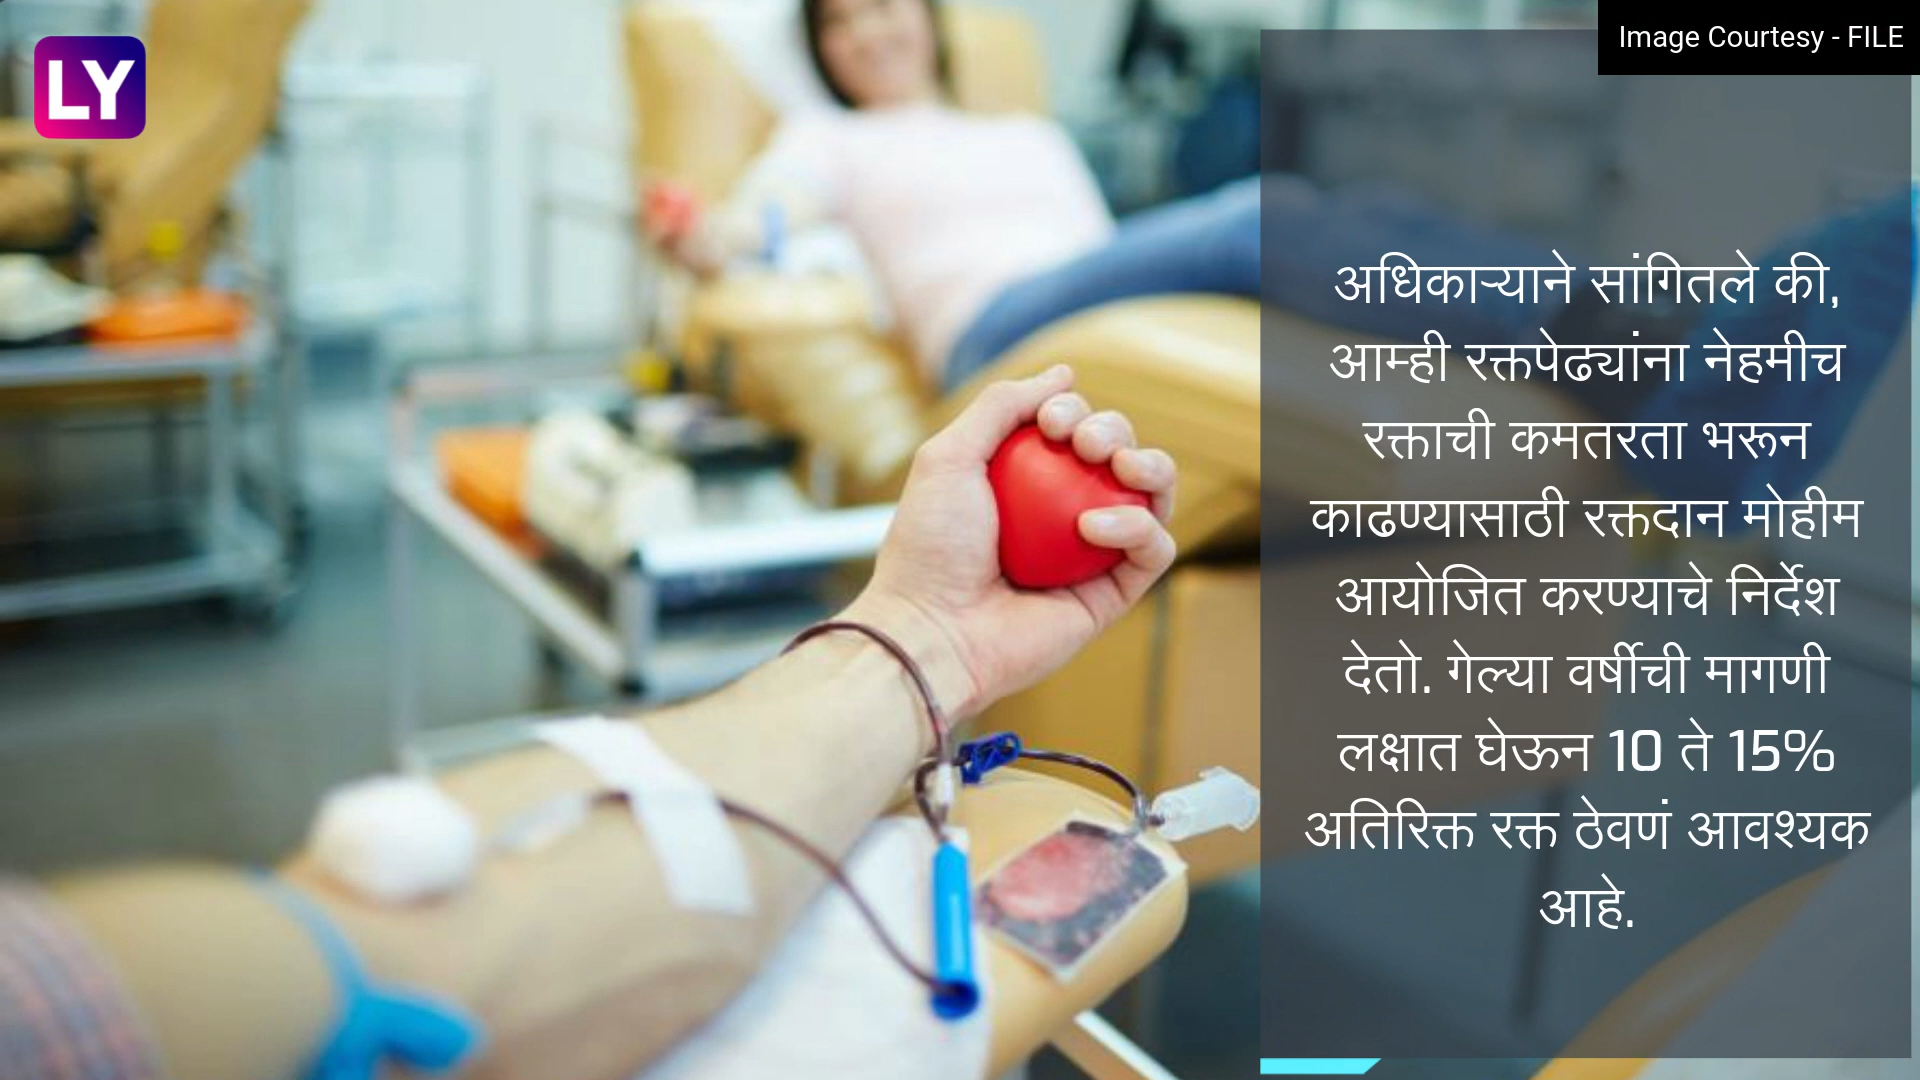 LY
Image Courtesy - FILE
अधिकाऱ्याने सांगितले की,
आम्ही रक्तपेढ्यांना नेहमीच
रक्ताची कमतरता भरून
काढण्यासाठी रक्तदान मोहीम
आयोजित करण्याचे निर्देश
देतो. गेल्या वर्षीची मागणी
लक्षात घेऊन 10 ते 15%
अतिरिक्त रक्त ठेवणं आवश्यक
आहे.